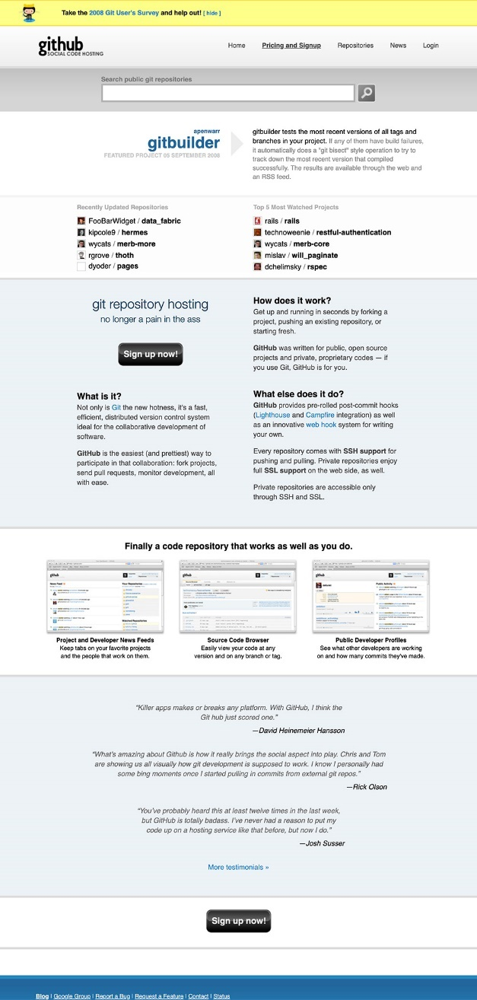 Take the 2008 Git User's Survey and help out! [ hide ]
github
SOCIAL CODE HOSTING
Home
Pricing and Signup
Repositories
News
Login
Search public git repositories
apenwarr
gitbuilder
FEATURED PROJECT 05 SEPTEMBER 2008
gitbuilder tests the most recent versions of all tags and
branches in your project. If any of them have build failures,
it automatically does a "git bisect" style operation to try to
track down the most recent version that compiled
successfully. The results are available through the web and
an RSS feed.
Recently Updated Repositories
FooBarWidget / data_fabric
kipcole9 / hermes
wycats / merb-more
rgrove / thoth
dyoder / pages
Top 5 Most Watched Projects
rails / rails
technoweenie / restful-authentication
wycats / merb-core
mislav / will_paginate
dchelimsky / rspec
git repository hosting
no longer a pain in the ass
Sign up now!
What is it?
Not only is Git the new hotness, it's a fast,
efficient, distributed version control system
ideal for the collaborative development of
software.
GitHub is the easiest (and prettiest) way to
participate in that collaboration: fork projects,
send pull requests, monitor development, all
with ease.
How does it work?
Get up and running in seconds by forking a
project, pushing an existing repository, or
starting fresh.
GitHub was written for public, open source
projects and private, proprietary codes — if
you use Git, GitHub is for you.
What else does it do?
GitHub provides pre-rolled post-commit hooks
(Lighthouse and Campfire integration) as well
as an innovative web hook system for writing
your own.
Every repository comes with SSH support for
pushing and pulling. Private repositories enjoy
full SSL support on the web side, as well.
Private repositories are accessible only
through SSH and SSL.
Finally a code repository that works as well as you do.
github
github
github
Project and Developer News Feeds
Keep tabs on your favorite projects
and the people that work on them.
Source Code Browser
Easily view your code at any
version and on any branch or tag.
Public Developer Profiles
See what other developers are working
on and how many commits they've made.
“Killer apps makes or breaks any platform. With GitHub, I think the
Git hub just scored one.”
—David Heinemeier Hansson
“What's amazing about Github is how it really brings the social aspect into play. Chris and Tom
are showing us all visually how git development is supposed to work. I know I personally had
some bing moments once I started pulling in commits from external git repos.”
—Rick Olson
“You've probably heard this at least twelve times in the last week,
but GitHub is totally badass. I've never had a reason to put my
code up on a hosting service like that before, but now I do.”
—Josh Susser
More testimonials »
Sign up now!
Blog | Google Group | Report a Bug | Request a Feature | Contact | Status